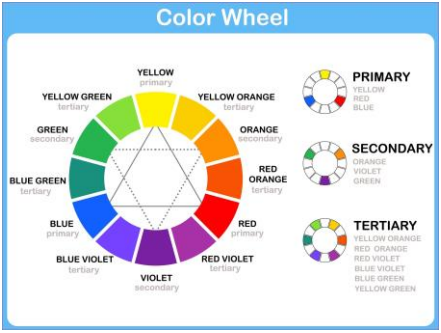 Color Wheel
YELLOW
primary
YELLOW GREEN
tertiary
YELLOW ORANGE
tertiary
GREEN
secondary
ORANGE
secondary
BLUE GREEN
tertiary
RED
ORANGE
tertiary
BLUE
primary
RED
primary
BLUE VIOLET
tertiary
RED VIOLET
tertiary
VIOLET
secondary
PRIMARY
YELLOW
RED
BLUE
SECONDARY
ORANGE
VIOLET
GREEN
TERTIARY
YELLOW ORANGE
RED ORANGE
RED VIOLET
BLUE VIOLET
BLUE GREEN
YELLOW GREEN